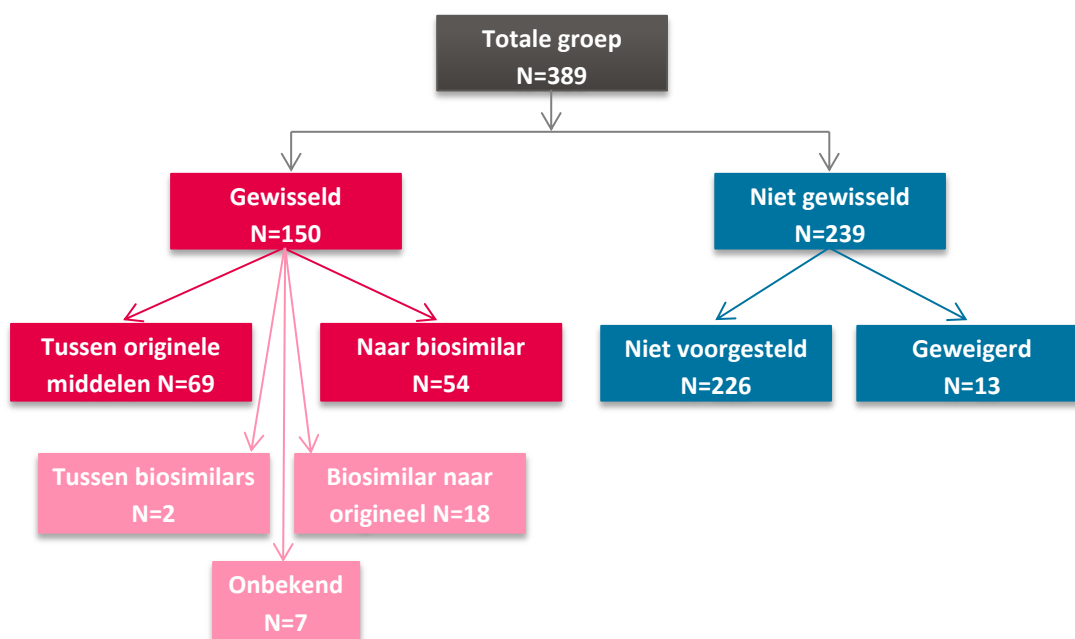 Totale groep
N=389
Gewisseld
N=150
Niet gewisseld
N=239
Tussen originele
middelen N=69
Naar biosimilar
N=54
Niet voorgesteld
N=226
Geweigerd
N=13
Tussen biosimilars
N=2
Biosimilar naar
origineel N=18
Onbekend
N=7